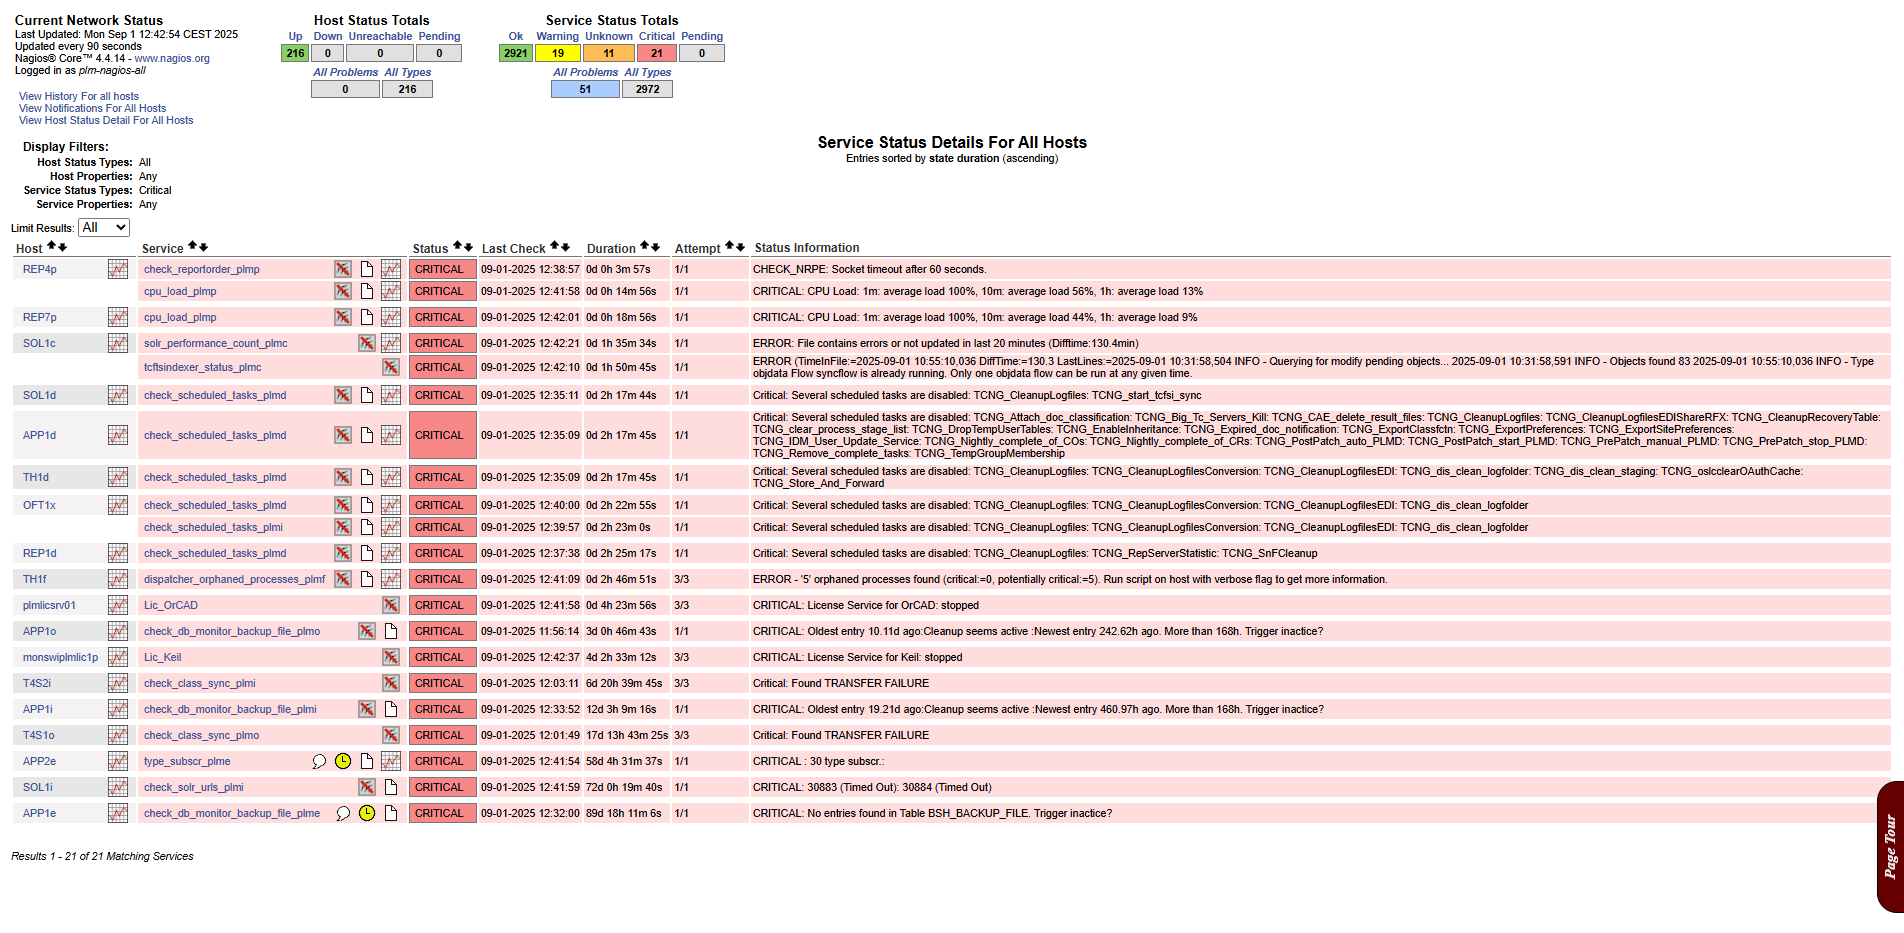 Current Network Status
Last Updated: Mon Sep 1 12:42:54 CEST 2025
Updated every 90 seconds
Nagios® Core™ 4.4.14 - www.nagios.org
Logged in as plm-nagios-all
View History For all hosts
View Notifications For All Hosts
View Host Status Detail For All Hosts
Host Status Totals
Up Down Unreachable Pending
216 0 0 0
All Problems All Types
0 216
Service Status Totals
Ok Warning Unknown Critical Pending
2921 19 11 21 0
All Problems All Types
51 2972
Display Filters:
Host Status Types: All
Host Properties: Any
Service Status Types: Critical
Service Properties: Any
Service Status Details For All Hosts
Entries sorted by state duration (ascending)
Limit Results: All
Host Service Status Last Check Duration Attempt Status Information
REP4p check_reportorder_plmp CRITICAL 09-01-2025 12:38:57 0d 0h 3m 57s 1/1 CHECK_NRPE: Socket timeout after 60 seconds.
cpu_load_plmp CRITICAL 09-01-2025 12:41:58 0d 0h 14m 56s 1/1 CRITICAL: CPU Load: 1m: average load 100%, 10m: average load 56%, 1h: average load 13%
REP7p cpu_load_plmp CRITICAL 09-01-2025 12:42:01 0d 0h 18m 56s 1/1 CRITICAL: CPU Load: 1m: average load 100%, 10m: average load 44%, 1h: average load 9%
SOL1c solr_performance_count_plmc CRITICAL 09-01-2025 12:42:21 0d 1h 35m 34s 1/1 ERROR: File contains errors or not updated in last 20 minutes (Difftime:130.4min)
tcftsindexer_status_plmc CRITICAL 09-01-2025 12:42:10 0d 1h 50m 45s 1/1 ERROR (TimeInFile:=2025-09-01 10:55:10,036 DiffTime:=130.3 LastLines:=2025-09-01 10:31:58,504 INFO - Querying for modify pending objects... 2025-09-01 10:31:58,591 INFO - Objects found 83 2025-09-01 10:55:10,036 INFO - Type
objdata Flow syncflow is already running. Only one objdata flow can be run at any given time.
SOL1d check_scheduled_tasks_plmd CRITICAL 09-01-2025 12:35:11 0d 2h 17m 44s 1/1 Critical: Several scheduled tasks are disabled: TCNG_CleanupLogfiles: TCNG_start_tcfsi_sync
APP1d check_scheduled_tasks_plmd CRITICAL 09-01-2025 12:35:09 0d 2h 17m 45s 1/1 Critical: Several scheduled tasks are disabled: TCNG_Attach_doc_classification: TCNG_Big_Tc_Servers_Kill: TCNG_CAE_delete_result_files: TCNG_CleanupLogfiles: TCNG_CleanupLogfilesEDIShareRFX: TCNG_CleanupRecoveryTable:
TCNG_clear_process_stage_list: TCNG_DropTempUserTables: TCNG_EnableInheritance: TCNG_Expired_doc_notification: TCNG_ExportClassfctn: TCNG_ExportPreferences: TCNG_ExportSitePreferences:
TCNG_IDM_User_Update_Service: TCNG_Nightly_complete_of_COs: TCNG_Nightly_complete_of_CRs: TCNG_PostPatch_auto_PLMD: TCNG_PostPatch_start_PLMD: TCNG_PrePatch_manual_PLMD: TCNG_PrePatch_stop_PLMD:
TCNG_Remove_complete_tasks: TCNG_TempGroupMembership
TH1d check_scheduled_tasks_plmd CRITICAL 09-01-2025 12:35:09 0d 2h 17m 45s 1/1 Critical: Several scheduled tasks are disabled: TCNG_CleanupLogfiles: TCNG_CleanupLogfilesConversion: TCNG_CleanupLogfilesEDI: TCNG_dis_clean_logfolder: TCNG_dis_clean_staging: TCNG_oslcclearOAuthCache:
TCNG_Store_And_Forward
OFT1x check_scheduled_tasks_plmd CRITICAL 09-01-2025 12:40:00 0d 2h 22m 55s 1/1 Critical: Several scheduled tasks are disabled: TCNG_CleanupLogfiles: TCNG_CleanupLogfilesConversion: TCNG_CleanupLogfilesEDI: TCNG_dis_clean_logfolder
check_scheduled_tasks_plmi CRITICAL 09-01-2025 12:39:57 0d 2h 23m 0s 1/1 Critical: Several scheduled tasks are disabled: TCNG_CleanupLogfiles: TCNG_CleanupLogfilesConversion: TCNG_CleanupLogfilesEDI: TCNG_dis_clean_logfolder
REP1d check_scheduled_tasks_plmd CRITICAL 09-01-2025 12:37:38 0d 2h 25m 17s 1/1 Critical: Several scheduled tasks are disabled: TCNG_CleanupLogfiles: TCNG_RepServerStatistic: TCNG_SnFCleanup
TH1f dispatcher_orphaned_processes_plmf CRITICAL 09-01-2025 12:41:09 0d 2h 46m 51s 3/3 ERROR - '5' orphaned processes found (critical:=0, potentially critical:=5). Run script on host with verbose flag to get more information.
plmlicsrv01 Lic_OrCAD CRITICAL 09-01-2025 12:41:58 0d 4h 23m 56s 3/3 CRITICAL: License Service for OrCAD: stopped
APP1o check_db_monitor_backup_file_plmo CRITICAL 09-01-2025 11:56:14 3d 0h 46m 43s 1/1 CRITICAL: Oldest entry 10.11d ago:Cleanup seems active :Newest entry 242.62h ago. More than 168h. Trigger inactice?
monswiplmlic1p Lic_Keil CRITICAL 09-01-2025 12:42:37 4d 2h 33m 12s 3/3 CRITICAL: License Service for Keil: stopped
T4S2i check_class_sync_plmi CRITICAL 09-01-2025 12:03:11 6d 20h 39m 45s 3/3 Critical: Found TRANSFER FAILURE
APP1i check_db_monitor_backup_file_plmi CRITICAL 09-01-2025 12:33:52 12d 3h 9m 16s 1/1 CRITICAL: Oldest entry 19.21d ago:Cleanup seems active :Newest entry 460.97h ago. More than 168h. Trigger inactice?
T4S1o check_class_sync_plmo CRITICAL 09-01-2025 12:01:49 17d 13h 43m 25s 3/3 Critical: Found TRANSFER FAILURE
APP2e type_subscr_plme CRITICAL 09-01-2025 12:41:54 58d 4h 31m 37s 1/1 CRITICAL : 30 type subscr.:
SOL1i check_solr_urls_plmi CRITICAL 09-01-2025 12:41:59 72d 0h 19m 40s 1/1 CRITICAL: 30883 (Timed Out): 30884 (Timed Out)
APP1e check_db_monitor_backup_file_plme CRITICAL 09-01-2025 12:32:00 89d 18h 11m 6s 1/1 CRITICAL: No entries found in Table BSH_BACKUP_FILE. Trigger inactice?
Results 1 - 21 of 21 Matching Services
Page Tour